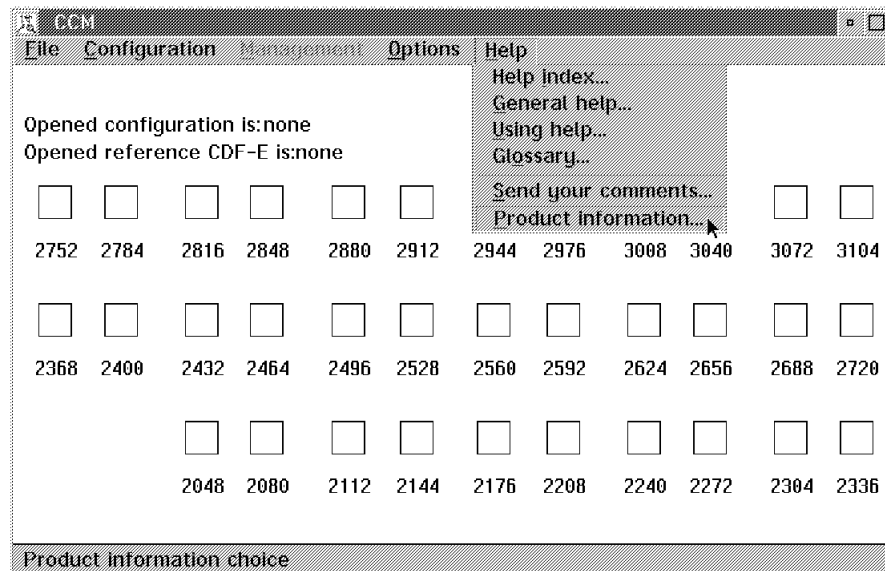 CCM
File Configuration Management Options Help
Help index...
General help...
Using help...
Glossary...
Send your comments...
Product information...
Opened configuration is:none
Opened reference CDF-E is:none
2752 2784 2816 2848 2880 2912 2944 2976 3008 3040 3072 3104
2368 2400 2432 2464 2496 2528 2560 2592 2624 2656 2688 2720
2048 2080 2112 2144 2176 2208 2240 2272 2304 2336
Product information choice